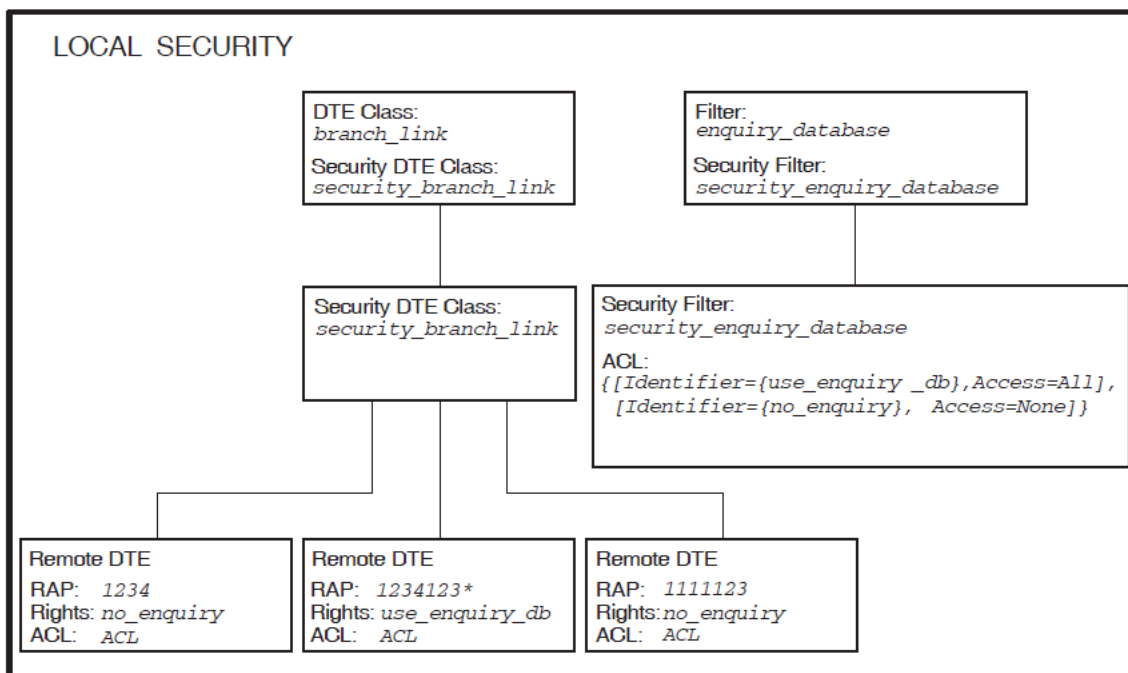 LOCAL SECURITY
DTE Class:
branch_link
Security DTE Class:
security_branch_link
Filter:
enquiry_database
Security Filter:
security_enquiry_database
Security DTE Class:
security_branch_link
Security Filter:
security_enquiry_database
ACL:
{[Identifier={use_enquiry _db},Access=All],
[Identifier={no_enquiry}, Access=None]}
Remote DTE
RAP: 1234
Rights: no_enquiry
ACL: ACL
Remote DTE
RAP: 1234123*
Rights: use_enquiry_db
ACL: ACL
Remote DTE
RAP: 1111123
Rights: no_enquiry
ACL: ACL